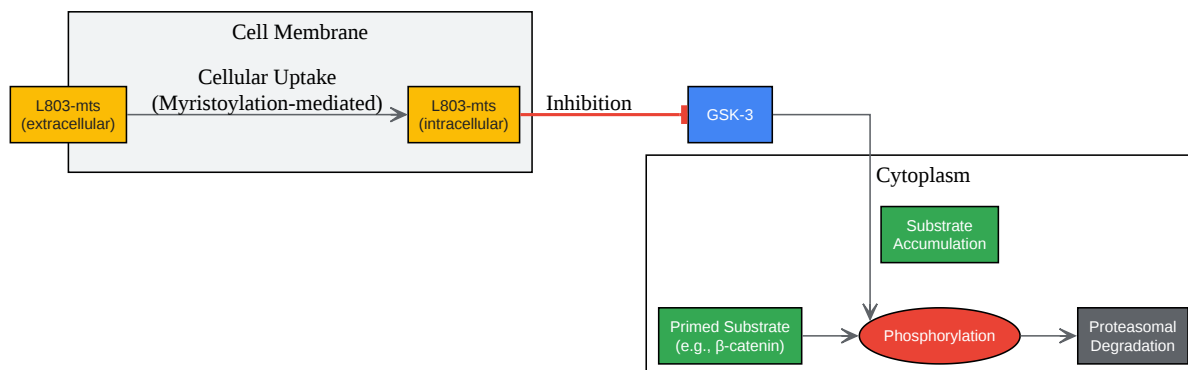 Cell Membrane
Cellular Uptake
(Myristoylation-mediated)
L803-mts
(extracellular)
L803-mts
(intracellular)
Inhibition
GSK-3
Cytoplasm
Substrate
Accumulation
Primed Substrate
(e.g., β-catenin)
Phosphorylation
Proteasomal
Degradation